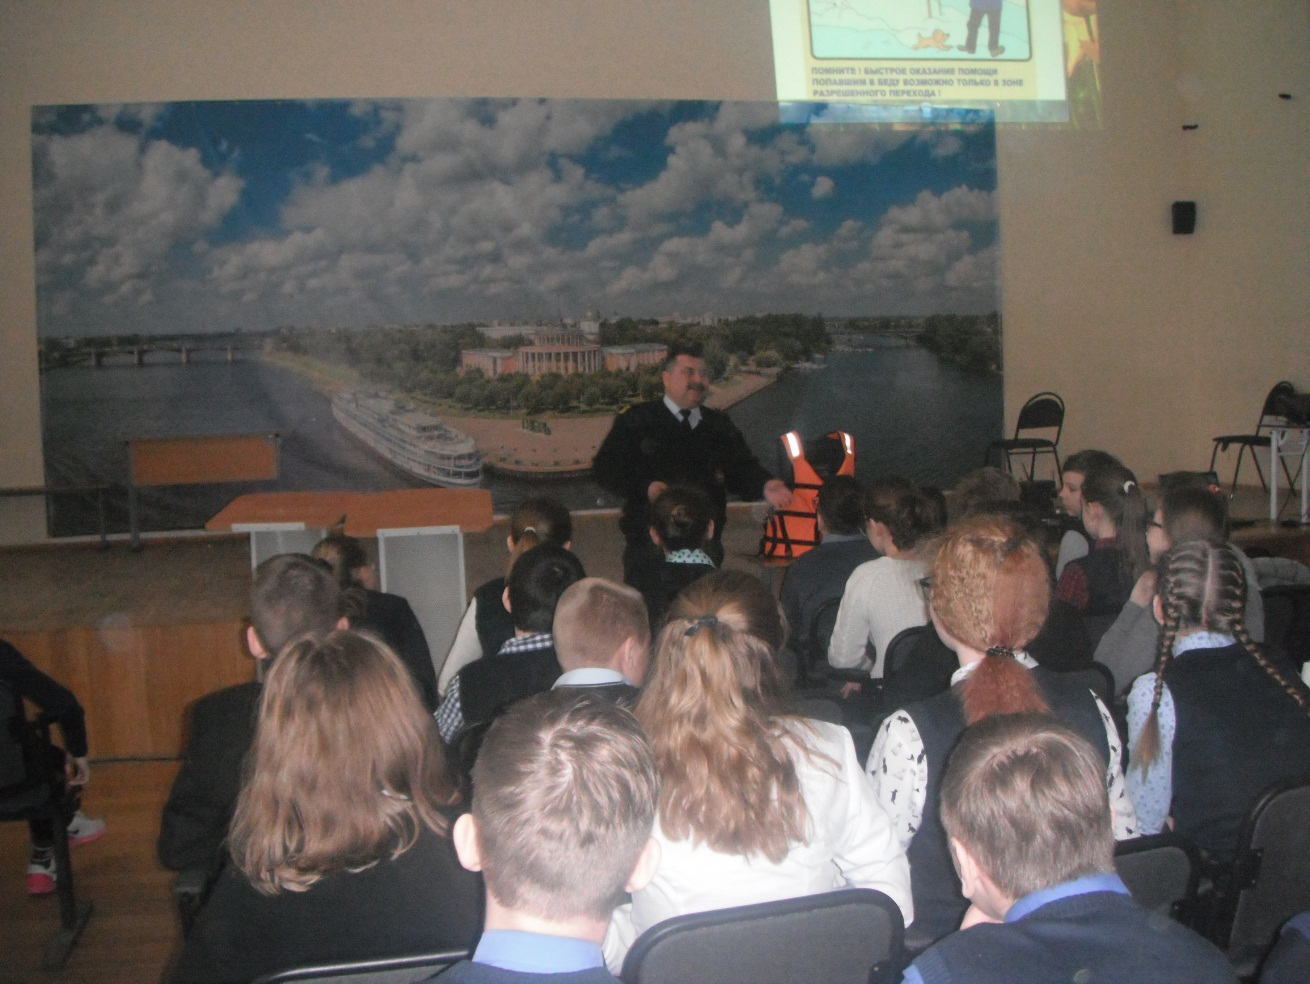 ПОМНИТЕ ! БЫСТРОЕ ОКАЗАНИЕ ПОМОЩИ
ПОПАВШИМ В БЕДУ ВОЗМОЖНО ТОЛЬКО В ЗОНЕ
РАЗРЕШЕННОГО ПЕРЕХОДА !